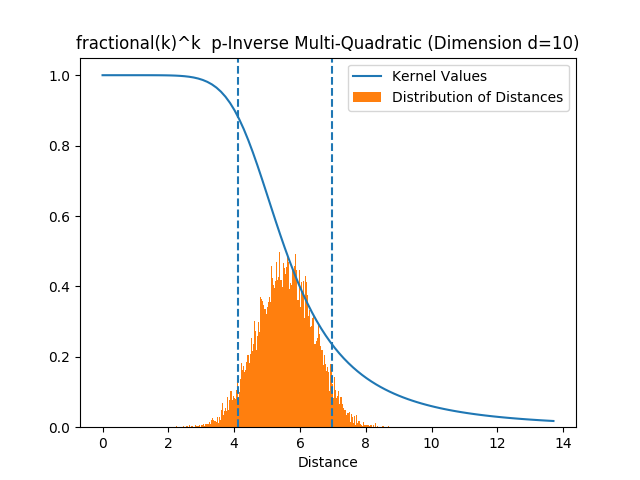 fractional(k)^k  p-Inverse Multi-Quadratic (Dimension d=10)
Kernel Values
Distribution of Distances
1.0
0.8
0.6
0.4
0.2
0.0
0 2 4 6 8 10 12 14
Distance